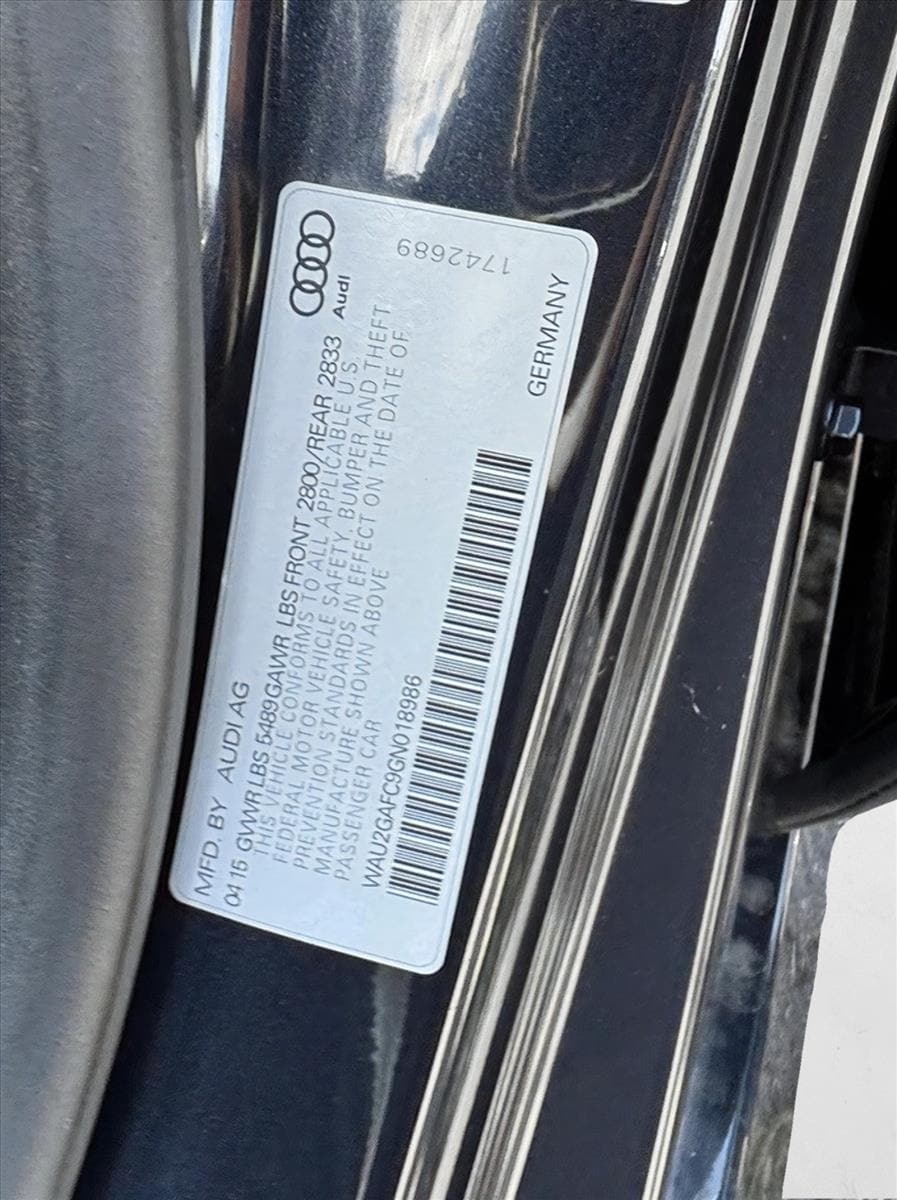 MFD. BY AUDI AG
0415 GVWR LBS 5489 GAWR LBS FRONT 2800/REAR 2833
Audi
THIS VEHICLE CONFORMS TO ALL APPLICABLE U.S.
FEDERAL MOTOR VEHICLE SAFETY, BUMPER AND THEFT
PREVENTION STANDARDS IN EFFECT ON THE DATE OF
MANUFACTURE SHOWN ABOVE
PASSENGER CAR
WAU2GAFC9GN018986
GERMANY
1742689